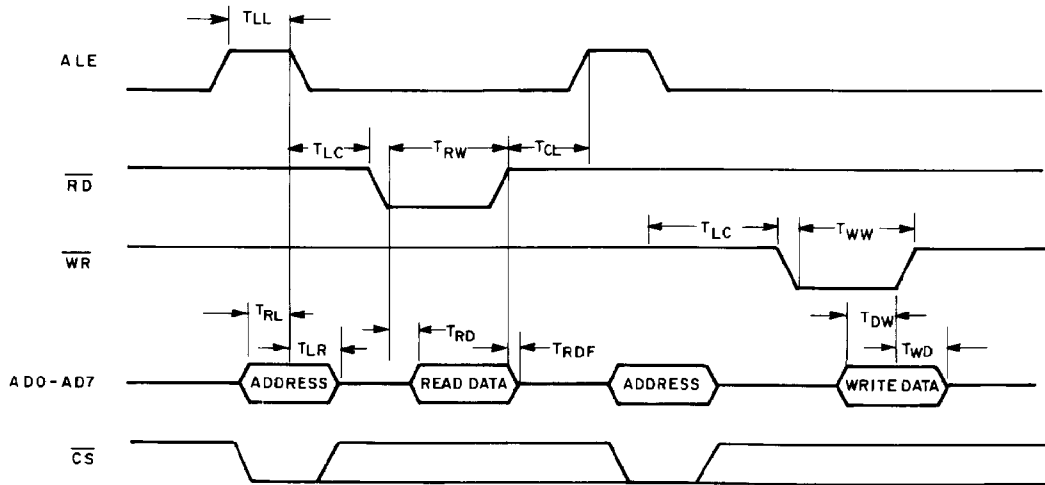 TLL
ALE
TLC TRW TCL
RD
TLC TWW
WR
TRL TRD TDW
TLR TRDF TWD
AD0-AD7 ADDRESS READ DATA ADDRESS WRITE DATA
CS